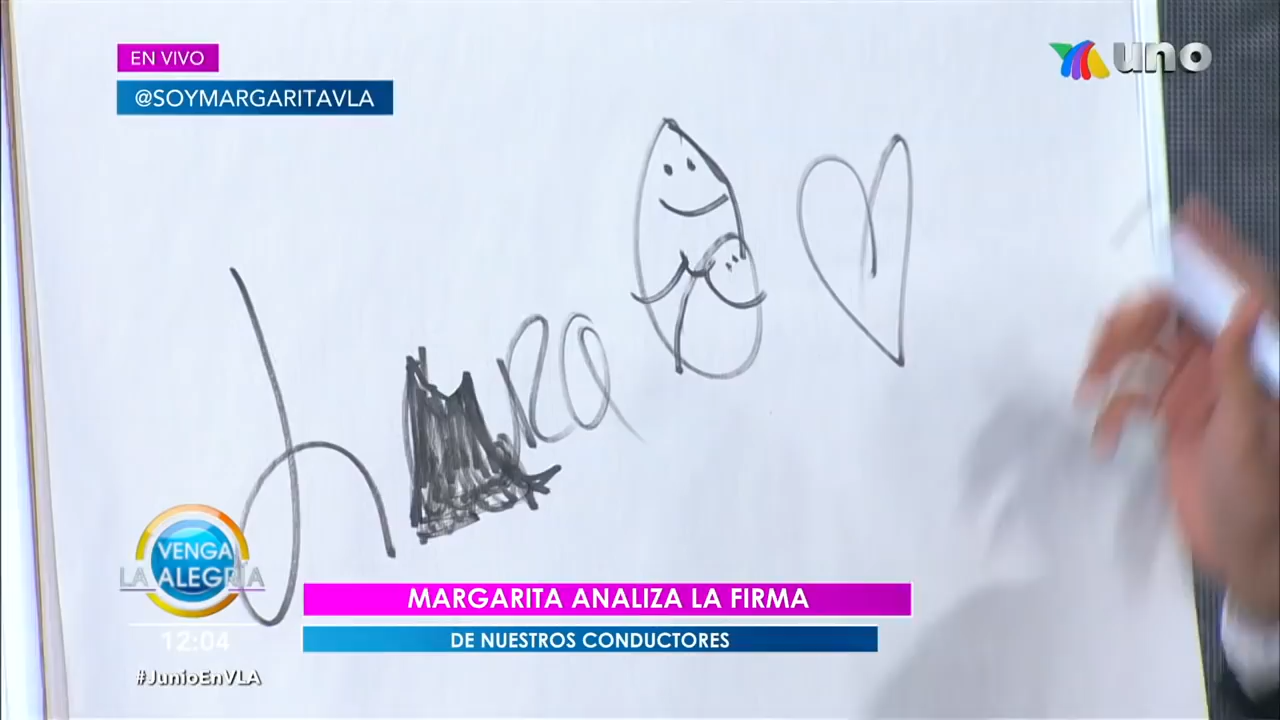 EN VIVO
uno
@SOYMARGARITAVLA
VENGA
LA ALEGRÍA
MARGARITA ANALIZA LA FIRMA
12:04
DE NUESTROS CONDUCTORES
#JunioEnVLA